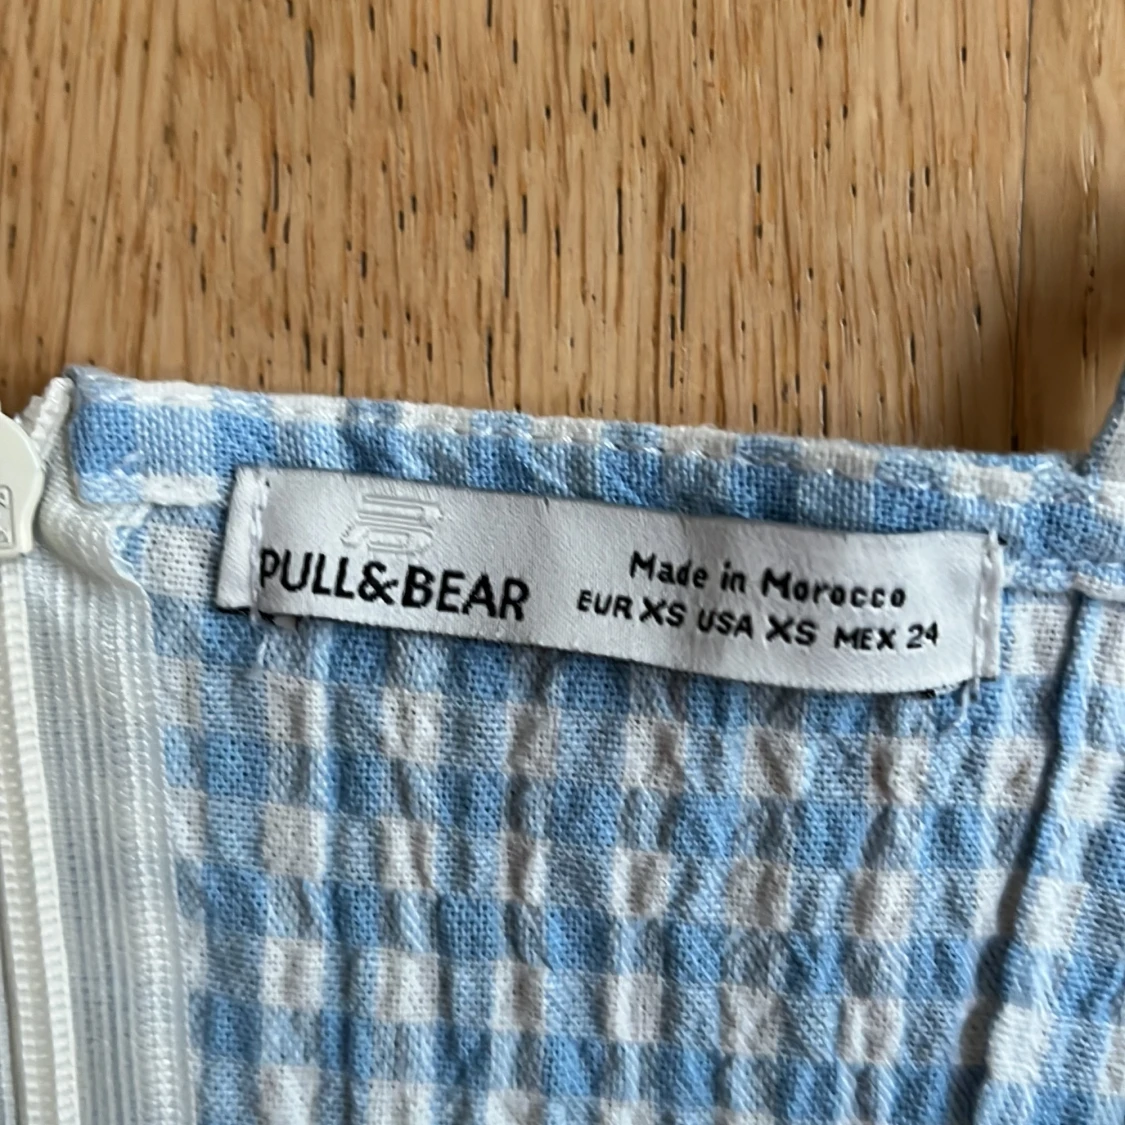 PULL&BEAR
Made in Morocco
EUR XS USA XS MEX 24